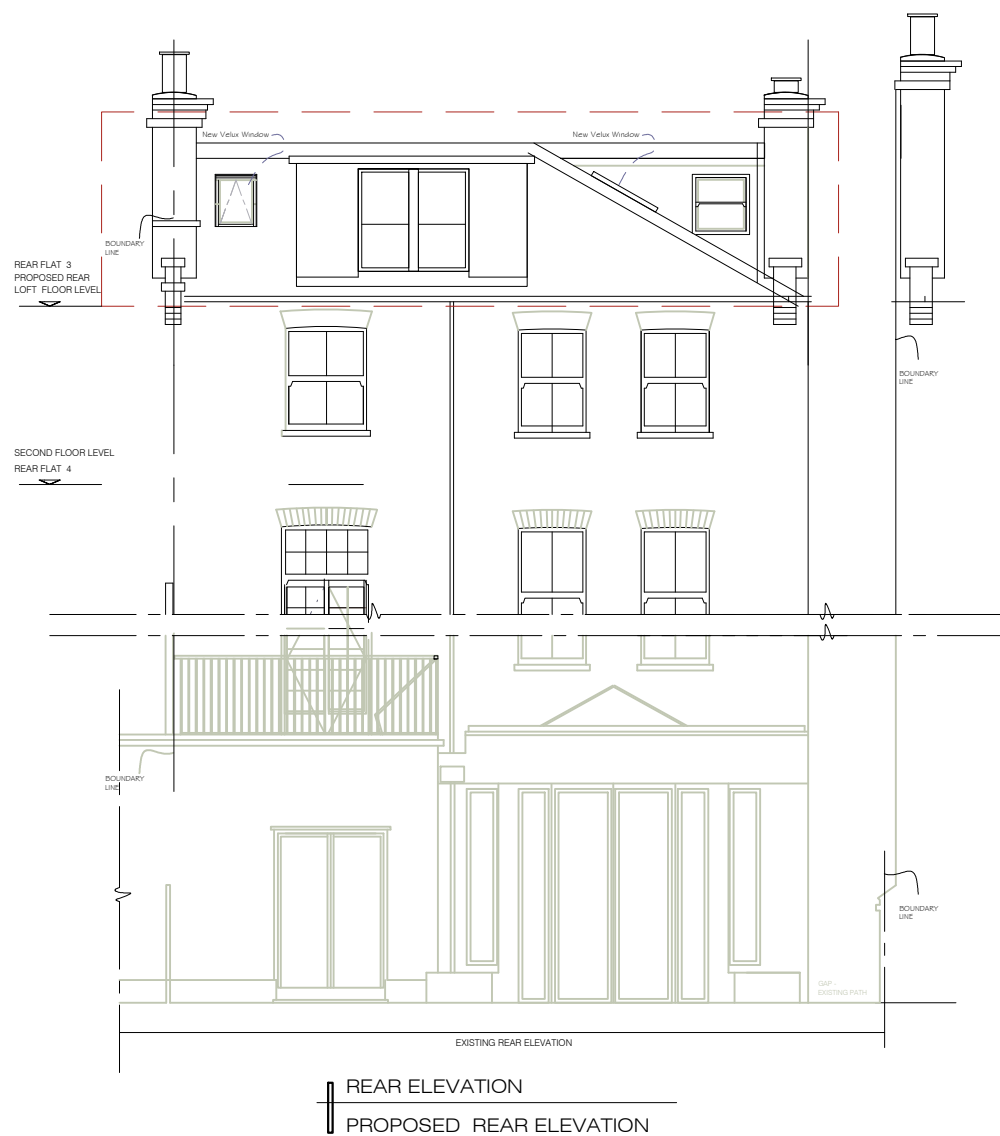 New Velux Window
New Velux Window
BOUNDARY
LINE
REAR FLAT 3
PROPOSED REAR
LOFT FLOOR LEVEL
BOUNDARY
LINE
SECOND FLOOR LEVEL
REAR FLAT 4
BOUNDARY
LINE
BOUNDARY
LINE
GAP -
EXISTING PATH
EXISTING REAR ELEVATION
REAR ELEVATION
PROPOSED REAR ELEVATION